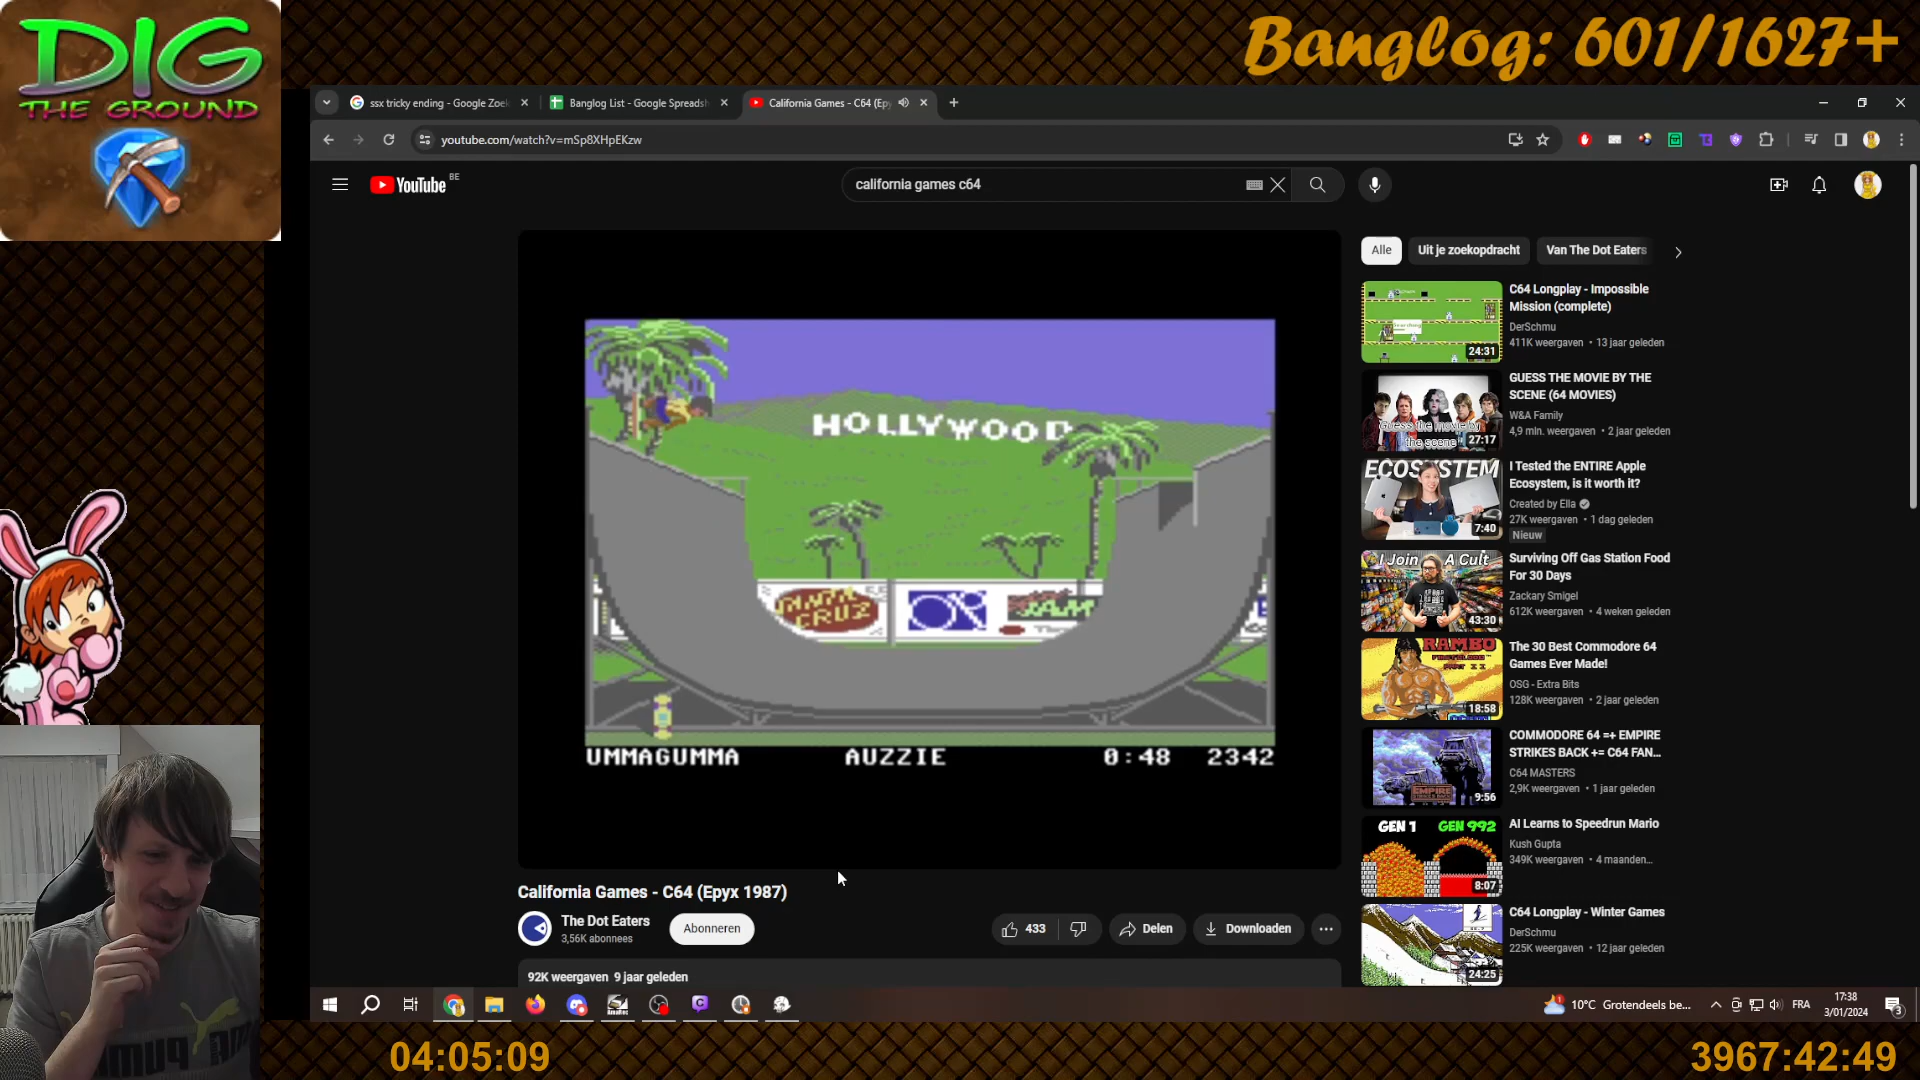 DIG
THE GROUND
Banglog: 601/1627+
ssx tricky ending - Google Zoek
Banglog List - Google Spreadsh
California Games - C64 (Epy
youtube.com/watch?v=mSp8XHpEKzw
YouTube BE
california games c64
Alle
Uit je zoekopdracht
Van The Dot Eaters
HOLLYWOOD
SANTA CRUZ
UMMAGUMMA AUZZIE 0:48 2342
C64 Longplay - Impossible
Mission (complete)
DerSchmu
411K weergaven • 13 jaar geleden
24:31
GUESS THE MOVIE BY THE
SCENE (64 MOVIES)
W&A Family
4,9 mln. weergaven • 2 jaar geleden
Guess the movie by
the scene
27:17
I Tested the ENTIRE Apple
Ecosystem, is it worth it?
Created by Ella
27K weergaven • 1 dag geleden
Nieuw
ECOSYSTEM
7:40
Surviving Off Gas Station Food
For 30 Days
Zackary Smigel
612K weergaven • 4 weken geleden
I Join A Cult
43:30
The 30 Best Commodore 64
Games Ever Made!
OSG - Extra Bits
128K weergaven • 2 jaar geleden
RAMBO
18:58
COMMODORE 64 =+ EMPIRE
STRIKES BACK += C64 FAN...
C64 MASTERS
2,9K weergaven • 1 jaar geleden
EMPIRE
9:56
AI Learns to Speedrun Mario
Kush Gupta
349K weergaven • 4 maanden...
GEN 1 GEN 992
8:07
C64 Longplay - Winter Games
DerSchmu
225K weergaven • 12 jaar geleden
24:25
California Games - C64 (Epyx 1987)
The Dot Eaters
3,56K abonnees
Abonneren
433
Delen
Downloaden
92K weergaven 9 jaar geleden
10°C Grotendeels be...
FRA
17:38
3/01/2024
3
puma
04:05:09
3967:42:49